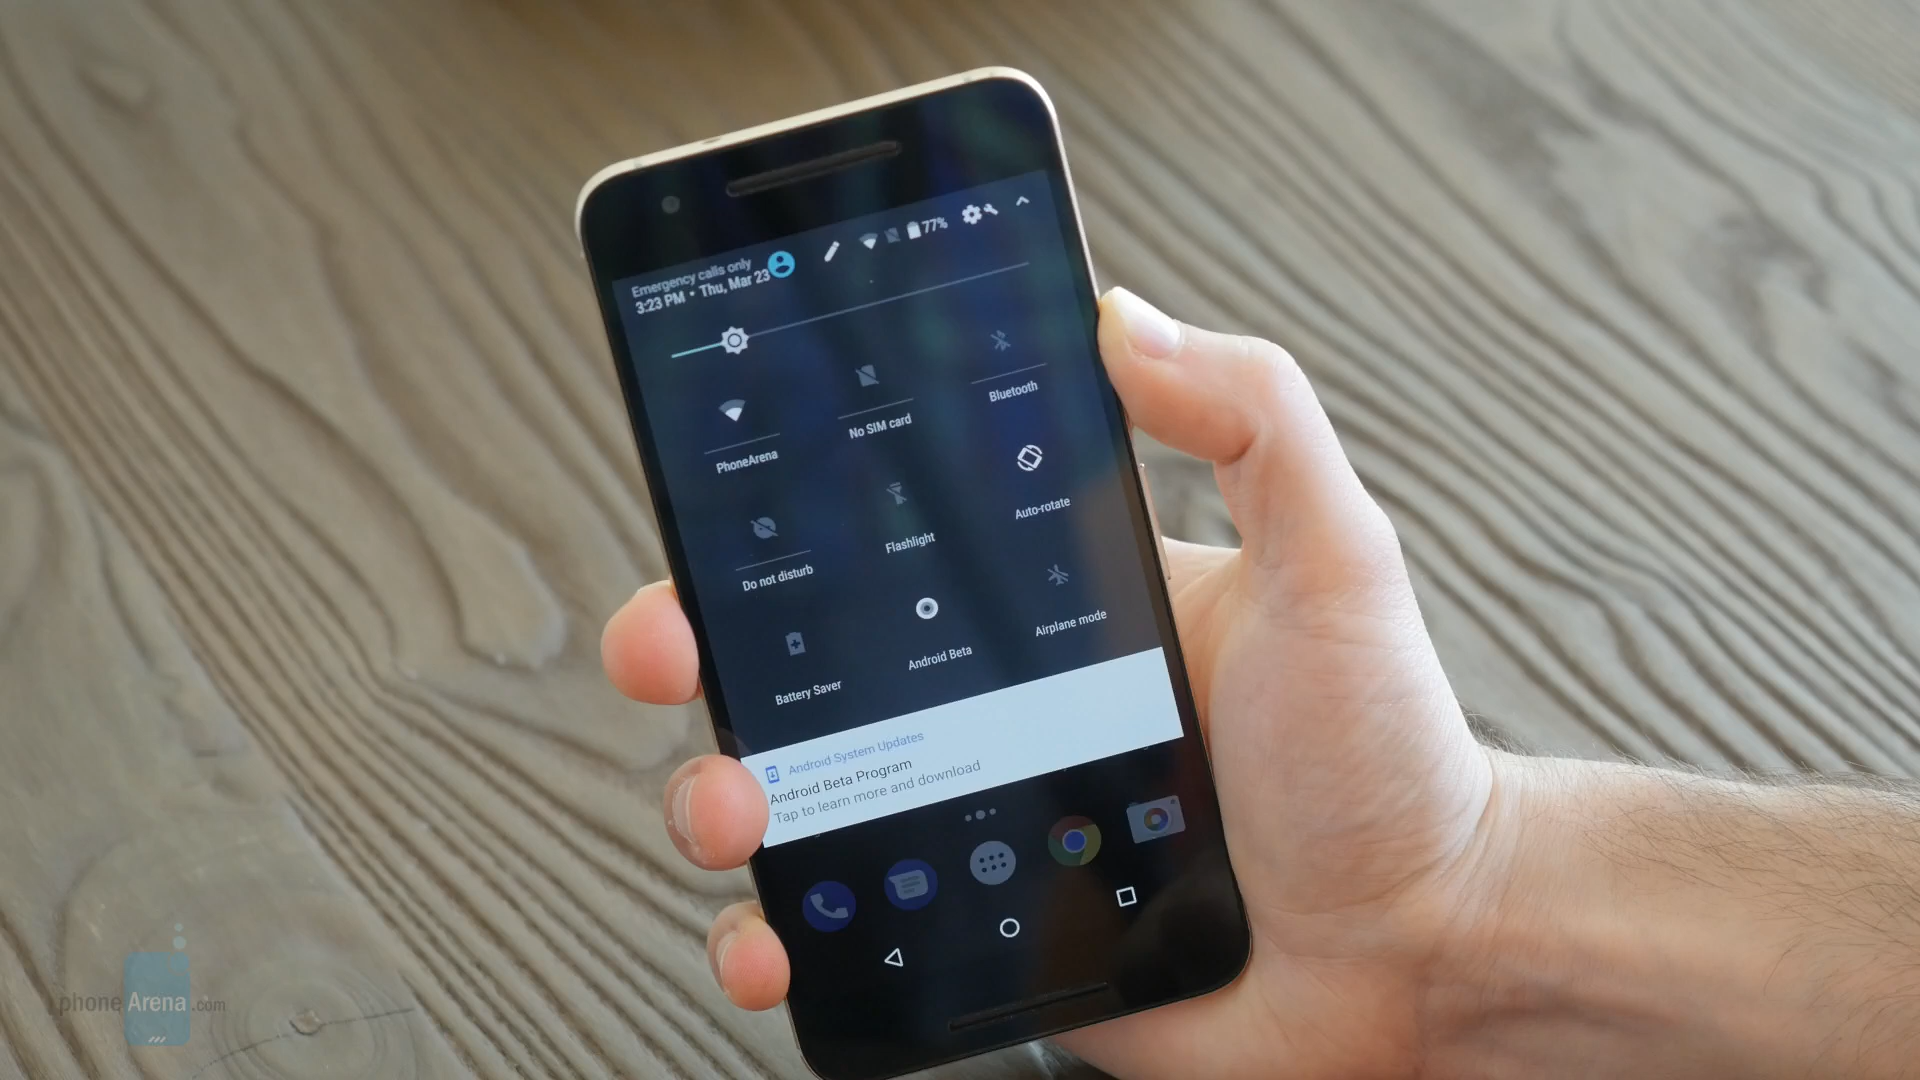 Emergency calls only
3:23 PM • Thu, Mar 23
77%
PhoneArena
No SIM card
Bluetooth
Do not disturb
Flashlight
Auto-rotate
Battery Saver
Android Beta
Airplane mode
Android System Updates
Android Beta Program
Tap to learn more and download
phoneArena.com